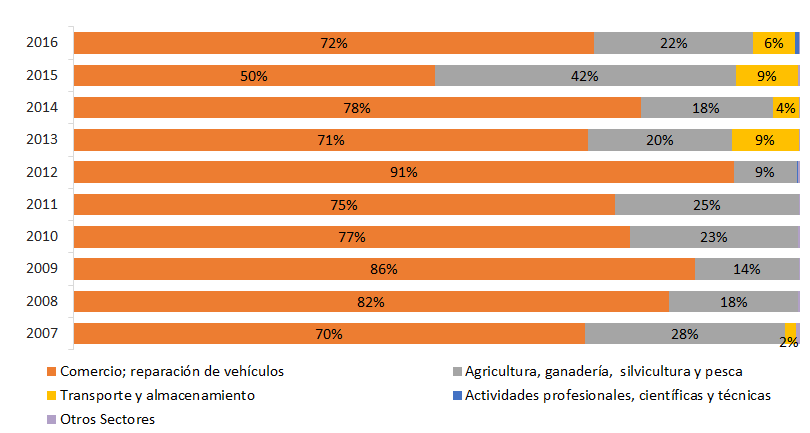 2016 72% 22% 6%
2015 50% 42% 9%
2014 78% 18% 4%
2013 71% 20% 9%
2012 91% 9%
2011 75% 25%
2010 77% 23%
2009 86% 14%
2008 82% 18%
2007 70% 28% 2%
Comercio; reparación de vehículos Agricultura, ganadería, silvicultura y pesca
Transporte y almacenamiento Actividades profesionales, científicas y técnicas
Otros Sectores